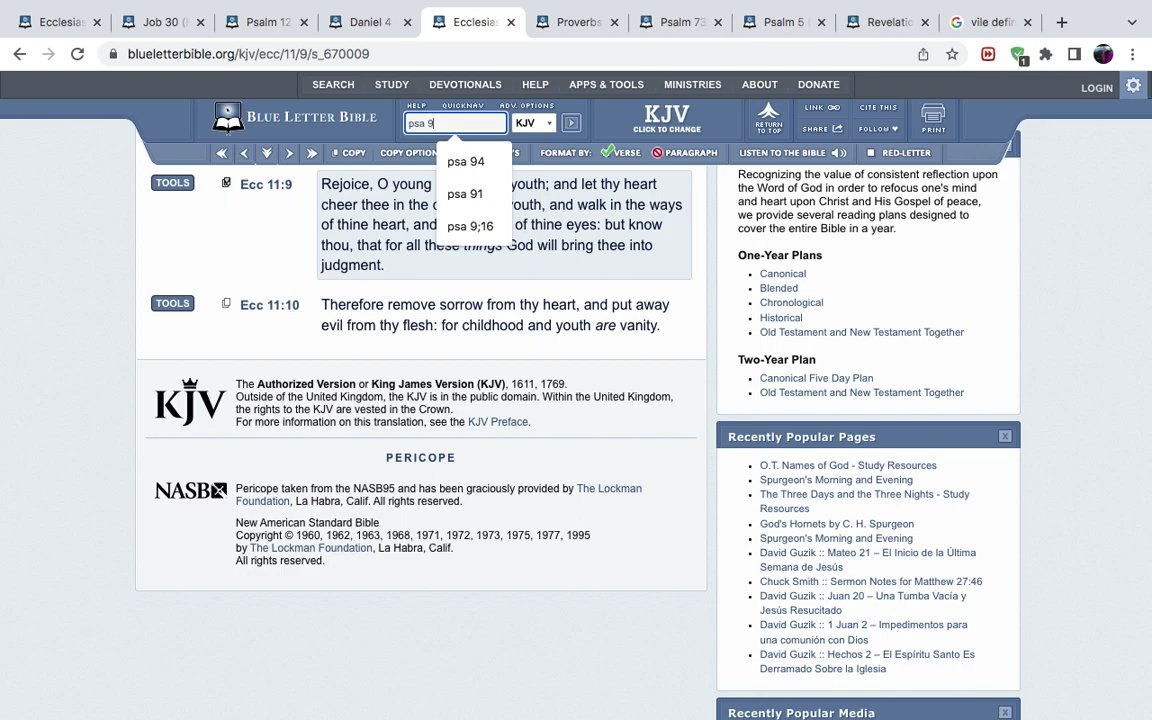 Ecclesias
Job 30 (
Psalm 12
Daniel 4
Ecclesias
Proverbs
Psalm 73
Psalm 5
Revelatio
vile defin
blueletterbible.org/kjv/ecc/11/9/s_670009
1
SEARCH STUDY DEVOTIONALS HELP APPS & TOOLS MINISTRIES ABOUT DONATE LOGIN
BLUE LETTER BIBLE
HELP QUICKNAV ADV. OPTIONS
psa 9 KJV
KJV
CLICK TO CHANGE
RETURN
TO TOP
LINK CITE THIS
SHARE FOLLOW
PRINT
COPY COPY OPTION FORMAT BY: VERSE PARAGRAPH LISTEN TO THE BIBLE RED-LETTER
psa 94
psa 91
psa 9;16
TOOLS Ecc 11:9 Rejoice, O young youth; and let thy heart
cheer thee in the youth, and walk in the ways
of thine heart, and of thine eyes: but know
thou, that for all these things God will bring thee into
judgment.
TOOLS Ecc 11:10 Therefore remove sorrow from thy heart, and put away
evil from thy flesh: for childhood and youth are vanity.
KJV
The Authorized Version or King James Version (KJV), 1611, 1769.
Outside of the United Kingdom, the KJV is in the public domain. Within the United Kingdom,
the rights to the KJV are vested in the Crown.
For more information on this translation, see the KJV Preface.
PERICOPE
NASB
Pericope taken from the NASB95 and has been graciously provided by The Lockman
Foundation, La Habra, Calif. All rights reserved.
New American Standard Bible
Copyright © 1960, 1962, 1963, 1968, 1971, 1972, 1973, 1975, 1977, 1995
by The Lockman Foundation, La Habra, Calif.
All rights reserved.
Recognizing the value of consistent reflection upon
the Word of God in order to refocus one's mind
and heart upon Christ and His Gospel of peace,
we provide several reading plans designed to
cover the entire Bible in a year.
One-Year Plans
Canonical
Blended
Chronological
Historical
Old Testament and New Testament Together
Two-Year Plan
Canonical Five Day Plan
Old Testament and New Testament Together
Recently Popular Pages
O.T. Names of God - Study Resources
Spurgeon's Morning and Evening
The Three Days and the Three Nights - Study
Resources
God's Hornets by C. H. Spurgeon
Spurgeon's Morning and Evening
David Guzik :: Mateo 21 – El Inicio de la Última
Semana de Jesús
Chuck Smith :: Sermon Notes for Matthew 27:46
David Guzik :: Juan 20 – Una Tumba Vacía y
Jesús Resucitado
David Guzik :: 1 Juan 2 – Impedimentos para
una comunión con Dios
David Guzik :: Hechos 2 – El Espíritu Santo Es
Derramado Sobre la Iglesia
Recently Popular Media